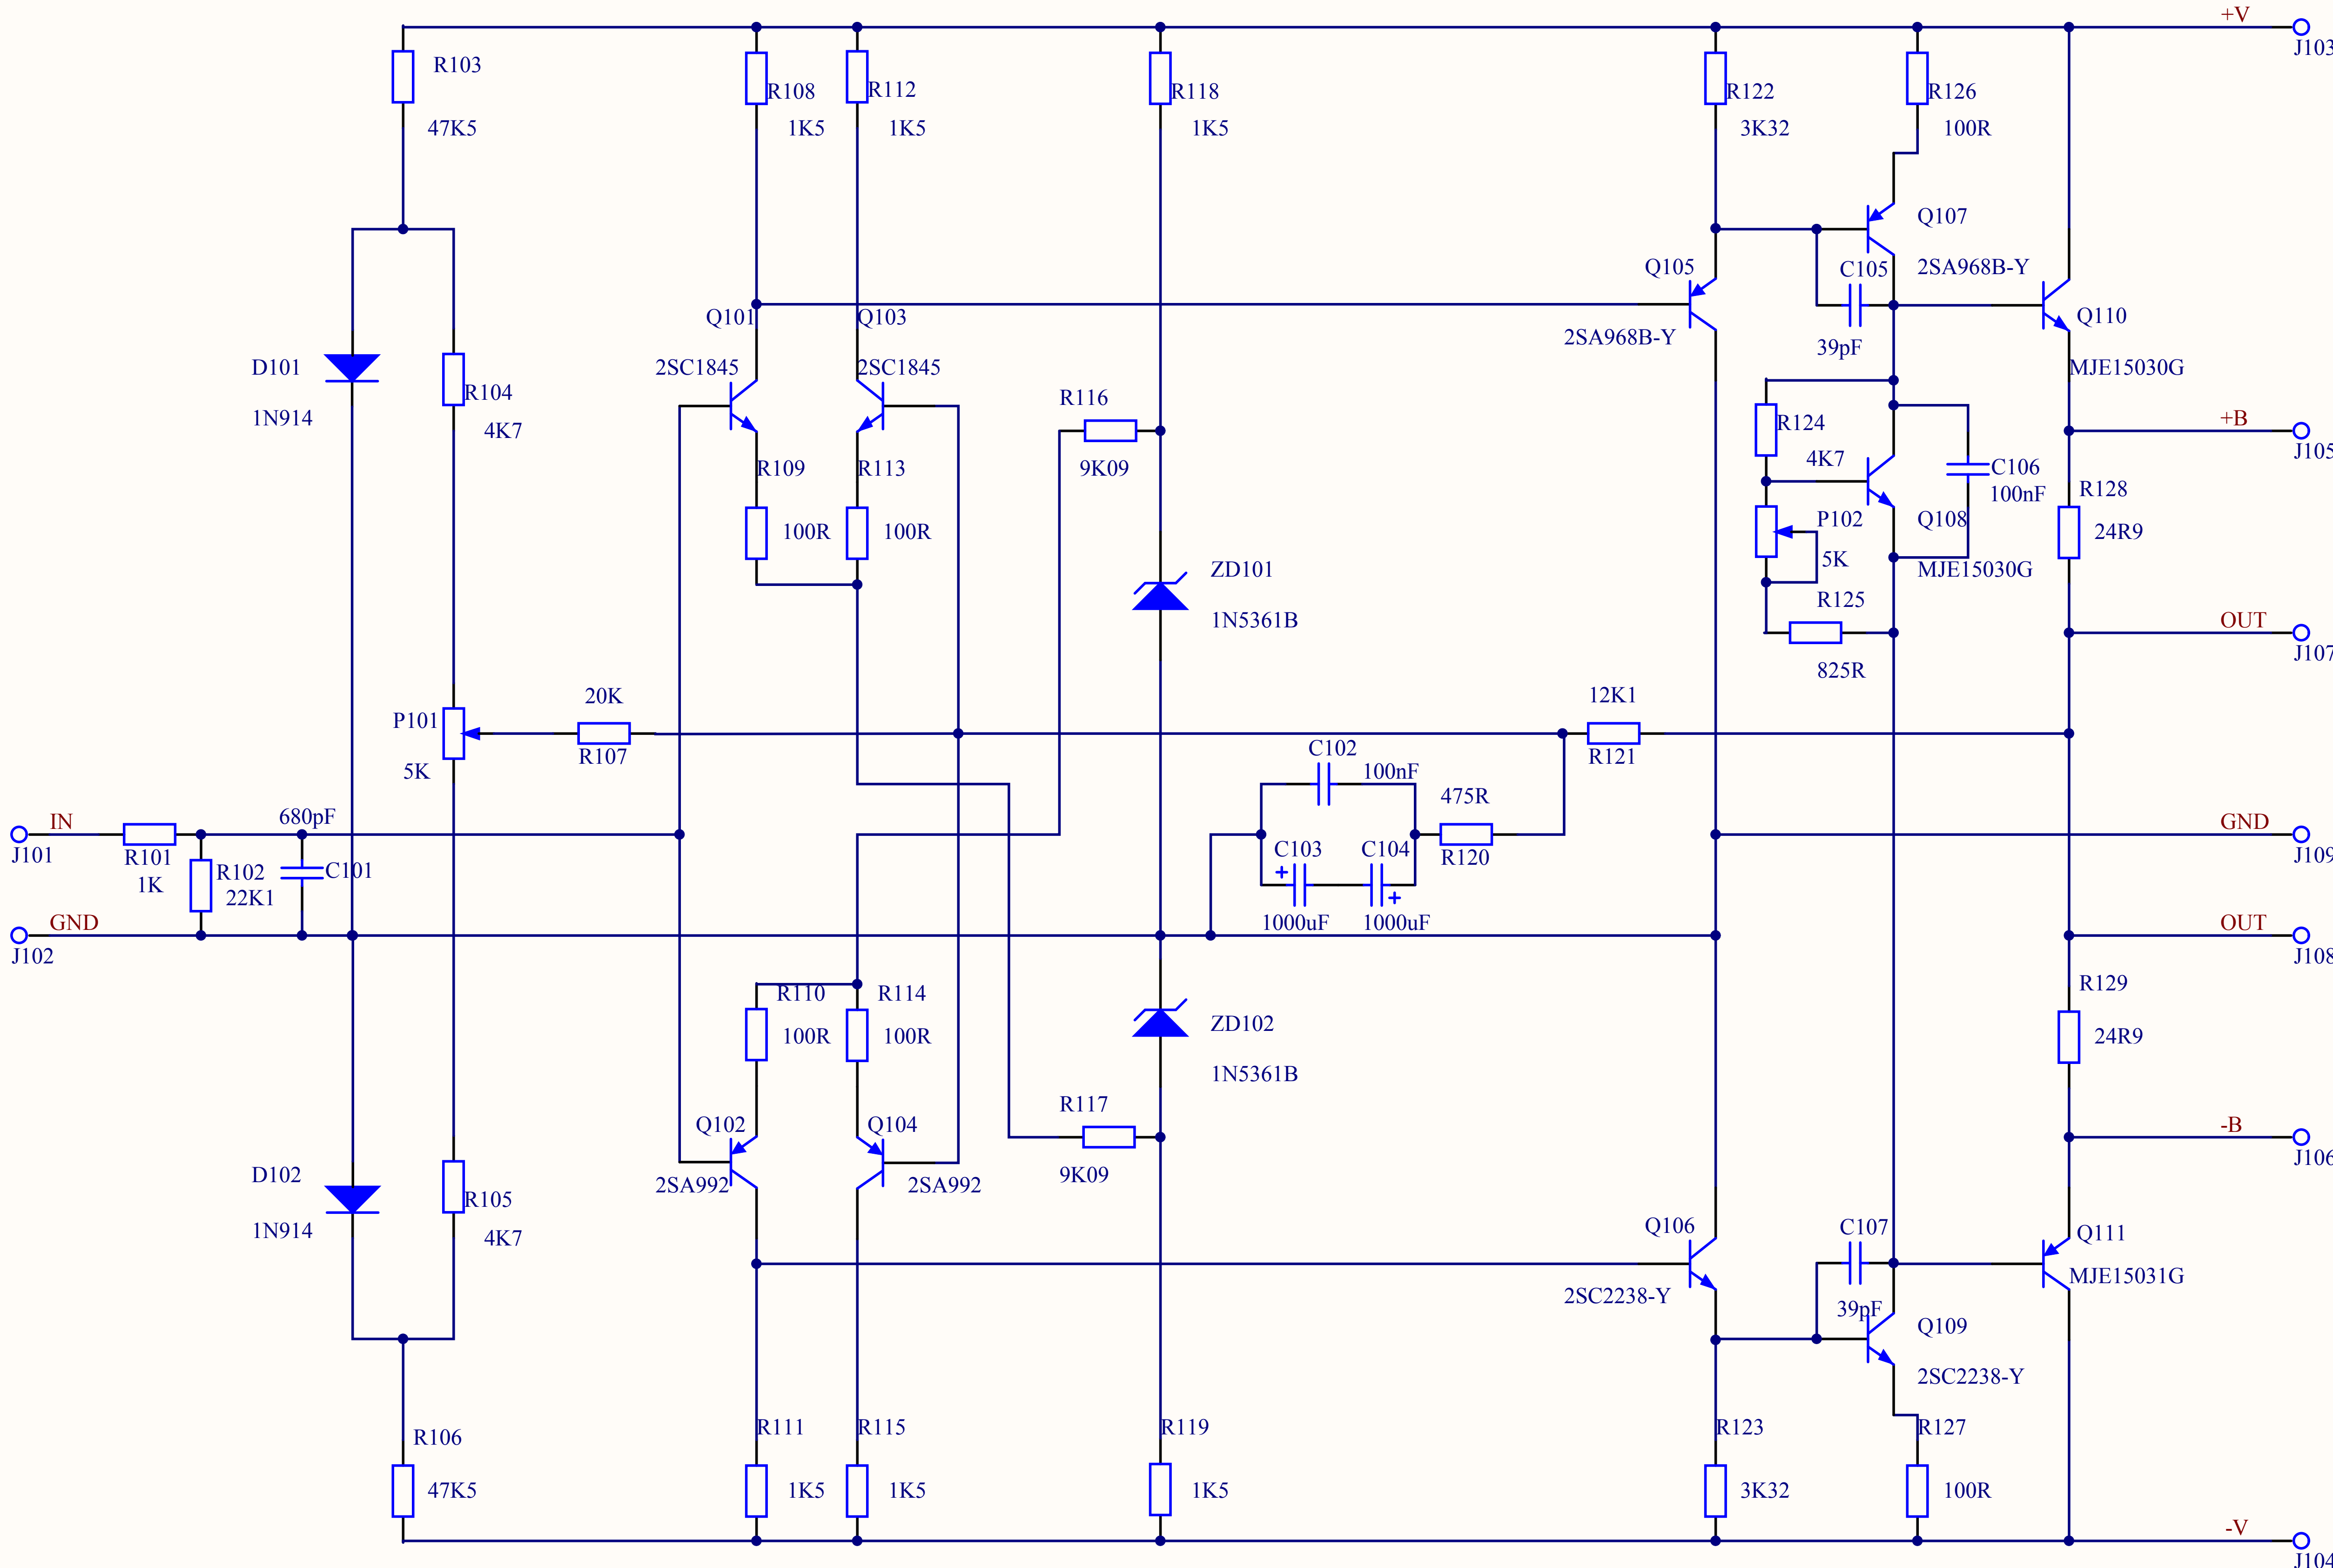 +V
J103
R103
47K5
R108
1K5
R112
1K5
R118
1K5
R122
3K32
R126
100R
Q107
2SA968B-Y
C105
39pF
Q105
2SA968B-Y
Q101
2SC1845
Q103
2SC1845
Q110
MJE15030G
D101
1N914
R104
4K7
R116
9K09
R124
4K7
+B
J105
R109
100R
R113
100R
C106
100nF
R128
24R9
P102
5K
Q108
MJE15030G
ZD101
1N5361B
R125
825R
OUT
J107
P101
5K
20K
R107
12K1
R121
C102
100nF
475R
R120
IN
J101
R101
1K
R102
22K1
680pF
C101
C103
+
1000uF
C104
+
1000uF
GND
J109
GND
J102
OUT
J108
R110
100R
R114
100R
ZD102
1N5361B
R129
24R9
R117
9K09
-B
J106
Q102
2SA992
Q104
2SA992
D102
1N914
R105
4K7
Q106
2SC2238-Y
C107
39pF
Q111
MJE15031G
Q109
2SC2238-Y
R106
47K5
R111
1K5
R115
1K5
R119
1K5
R123
3K32
R127
100R
-V
J104